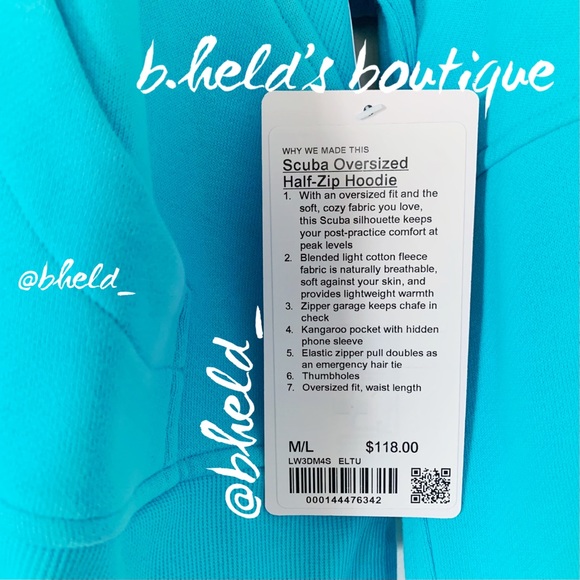 b.held's boutique
WHY WE MADE THIS
Scuba Oversized
Half-Zip Hoodie
1. With an oversized fit and the
soft, cozy fabric you love,
this Scuba silhouette keeps
your post-practice comfort at
peak levels
2. Blended light cotton fleece
fabric is naturally breathable,
soft against your skin, and
provides lightweight warmth
3. Zipper garage keeps chafe in
check
4. Kangaroo pocket with hidden
phone sleeve
5. Elastic zipper pull doubles as
an emergency hair tie
6. Thumbholes
7. Oversized fit, waist length
M/L $118.00
LW3DM4S ELTU
000144476342
@bheld_
@bheld_